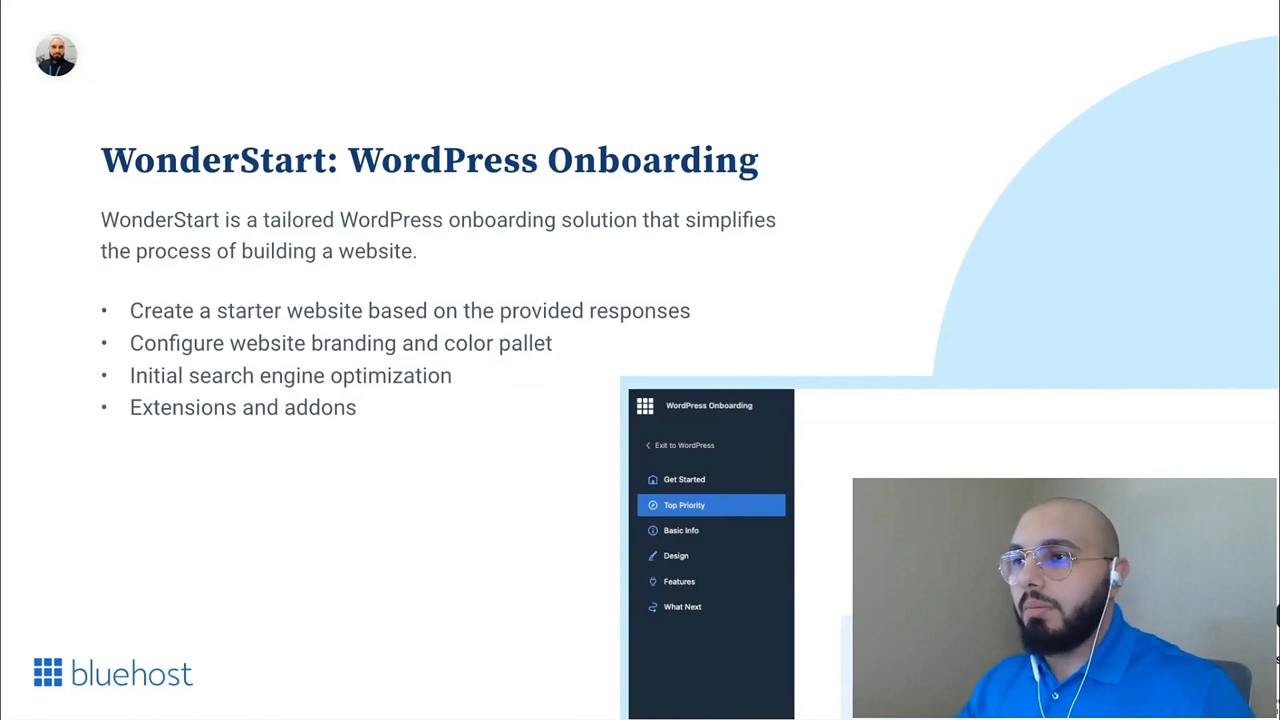 WonderStart: WordPress Onboarding
WonderStart is a tailored WordPress onboarding solution that simplifies
the process of building a website.
• Create a starter website based on the provided responses
• Configure website branding and color pallet
• Initial search engine optimization
• Extensions and addons
WordPress Onboarding
Exit to WordPress
Get Started
Top Priority
Basic Info
Design
Features
What Next
bluehost